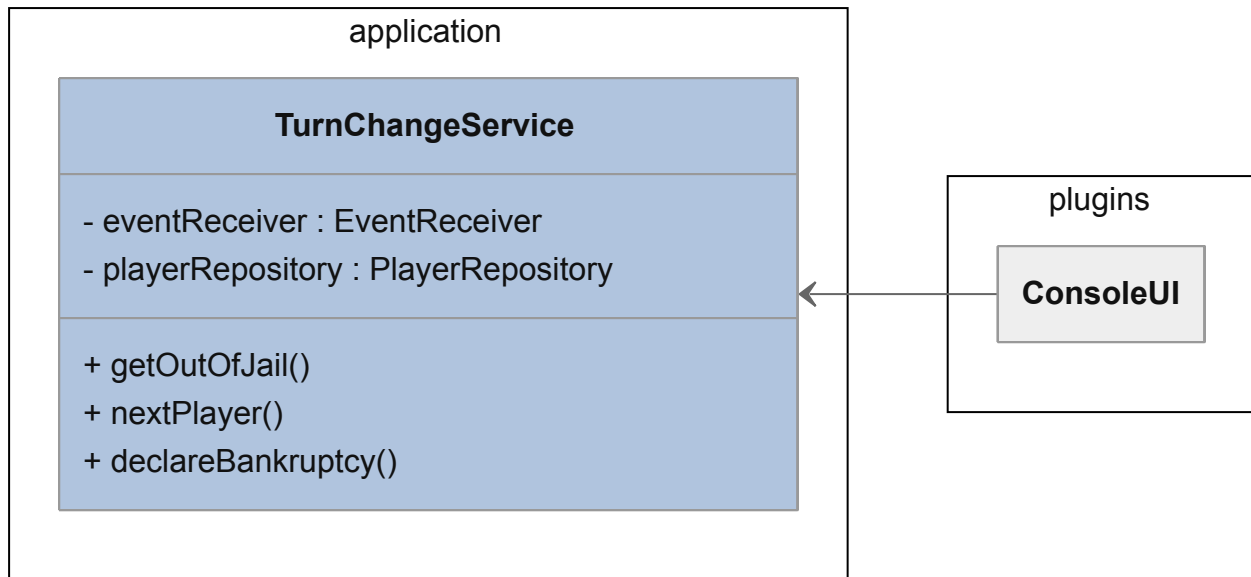 application
TurnChangeService
- eventReceiver : EventReceiver
- playerRepository : PlayerRepository
+ getOutOfJail()
+ nextPlayer()
+ declareBankruptcy()
plugins
ConsoleUI